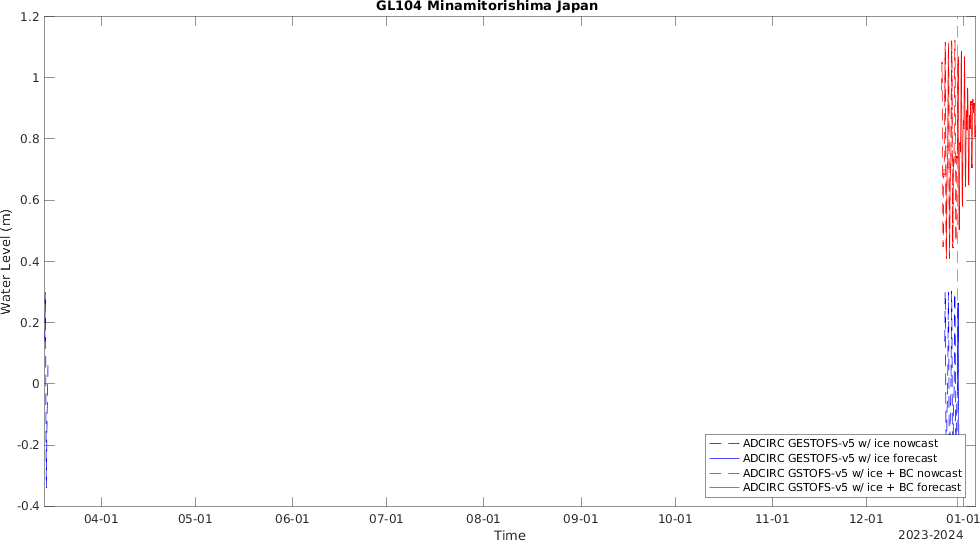 GL104 Minamitorishima Japan
1.2
1
0.8
0.6
0.4
0.2
0
-0.2
-0.4
Water Level (m)
ADCIRC GESTOFS-v5 w/ ice nowcast
ADCIRC GESTOFS-v5 w/ ice forecast
ADCIRC GSTOFS-v5 w/ ice + BC nowcast
ADCIRC GSTOFS-v5 w/ ice + BC forecast
04-01 05-01 06-01 07-01 08-01 09-01 10-01 11-01 12-01 01-01
Time
2023-2024